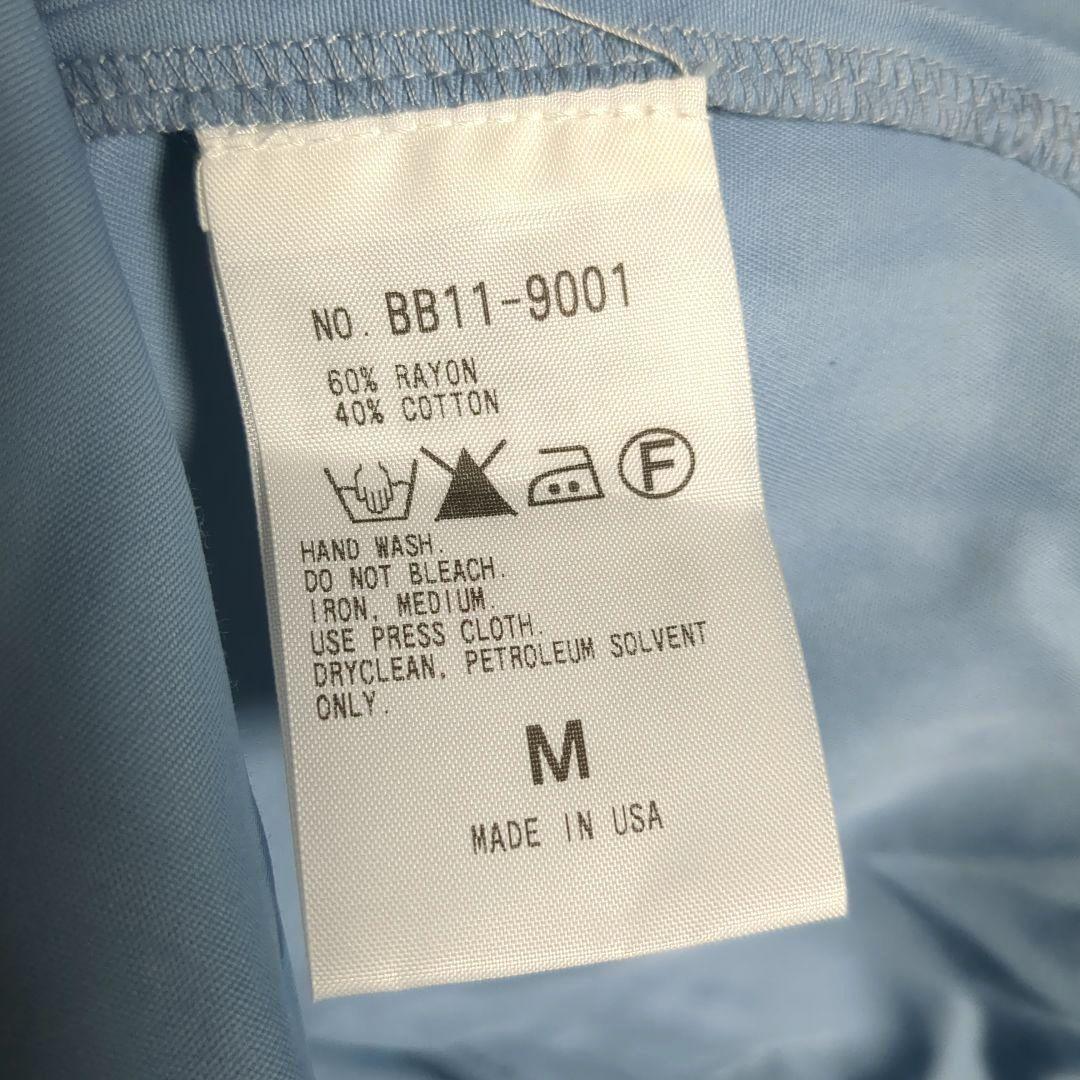 NO. BB11-9001
60% RAYON
40% COTTON
F
HAND WASH.
DO NOT BLEACH.
IRON, MEDIUM.
USE PRESS CLOTH.
DRYCLEAN, PETROLEUM SOLVENT
ONLY.
M
MADE IN USA